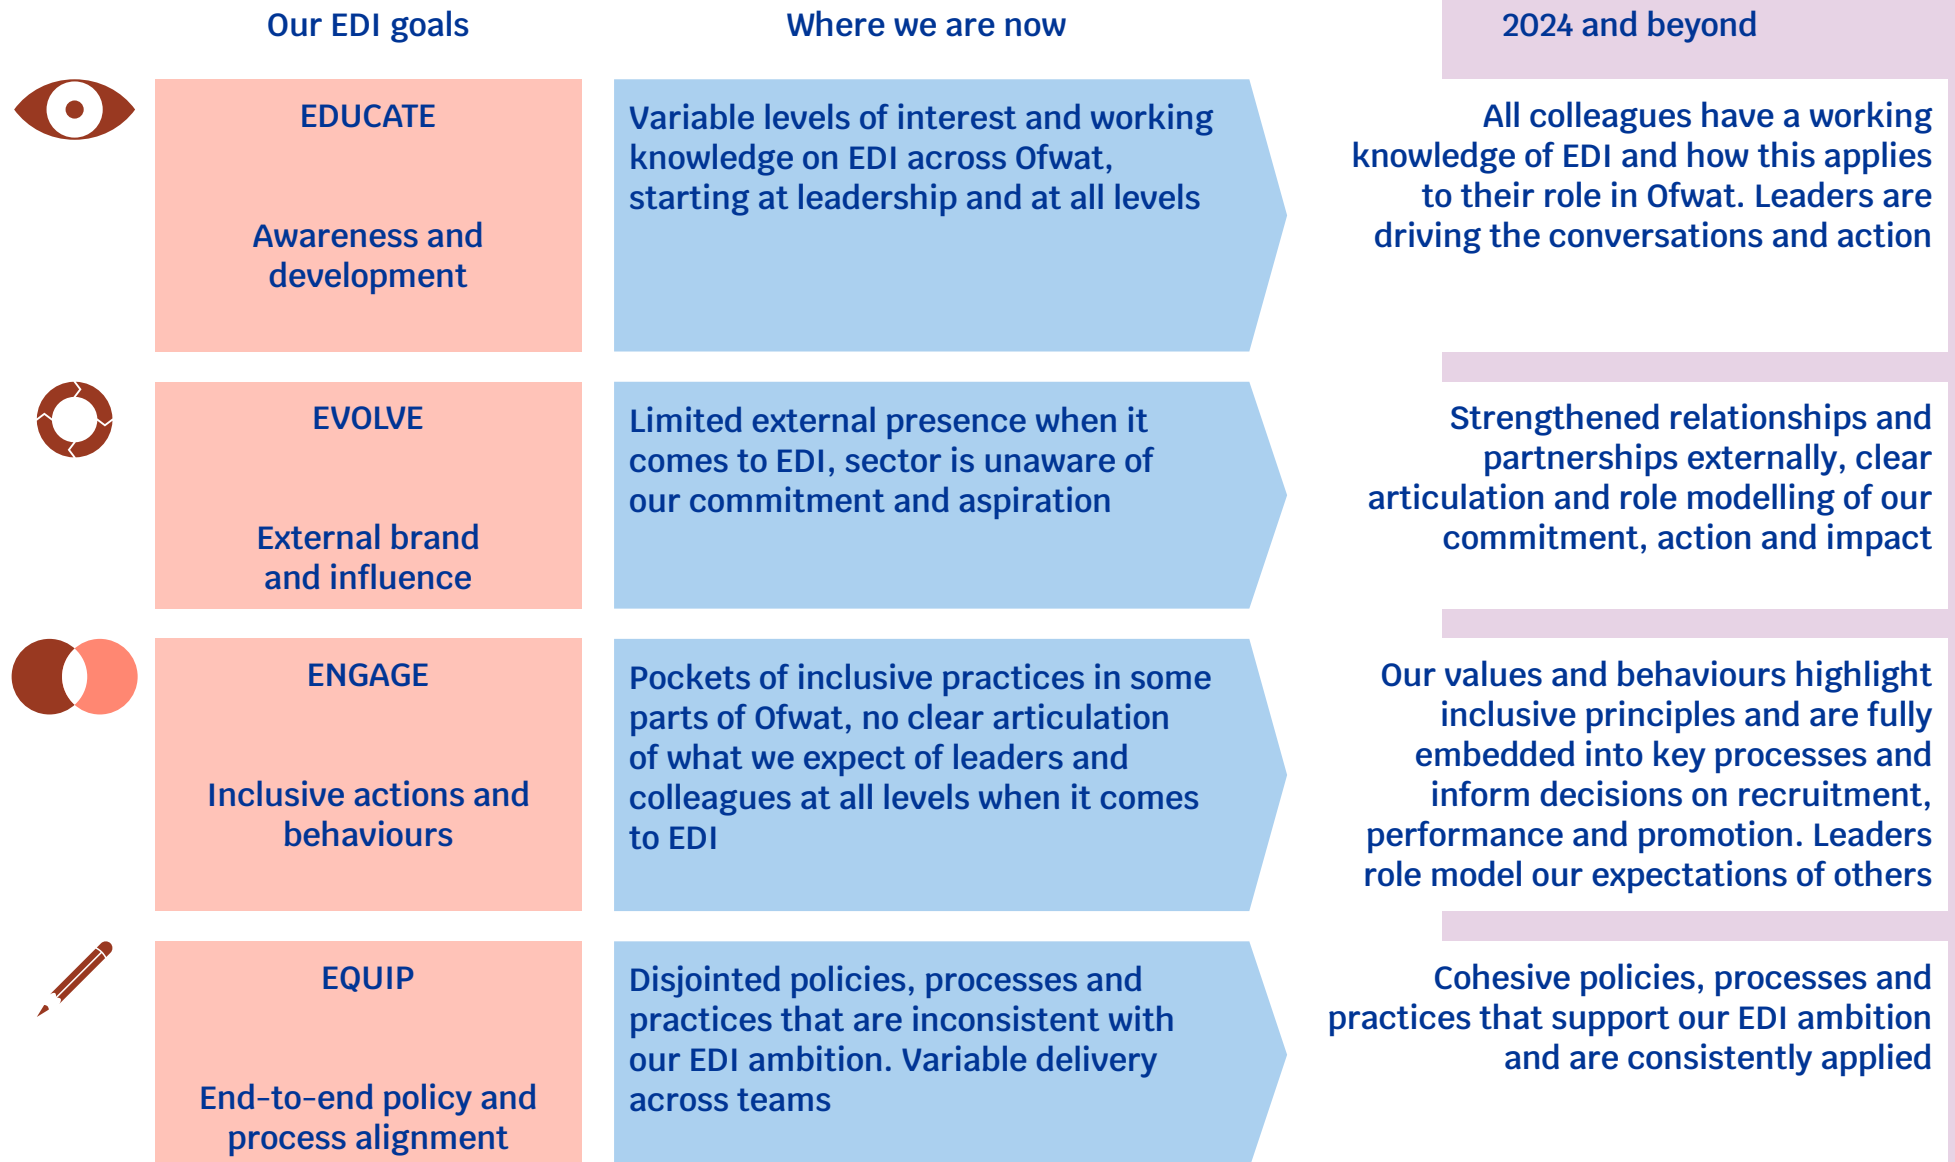 Our EDI goals
Where we are now
2024 and beyond
EDUCATE
Awareness and
development
Variable levels of interest and working
knowledge on EDI across Ofwat,
starting at leadership and at all levels
All colleagues have a working
knowledge of EDI and how this applies
to their role in Ofwat. Leaders are
driving the conversations and action
EVOLVE
External brand
and influence
Limited external presence when it
comes to EDI, sector is unaware of
our commitment and aspiration
Strengthened relationships and
partnerships externally, clear
articulation and role modelling of our
commitment, action and impact
ENGAGE
Inclusive actions and
behaviours
Pockets of inclusive practices in some
parts of Ofwat, no clear articulation
of what we expect of leaders and
colleagues at all levels when it comes
to EDI
Our values and behaviours highlight
inclusive principles and are fully
embedded into key processes and
inform decisions on recruitment,
performance and promotion. Leaders
role model our expectations of others
EQUIP
End-to-end policy and
process alignment
Disjointed policies, processes and
practices that are inconsistent with
our EDI ambition. Variable delivery
across teams
Cohesive policies, processes and
practices that support our EDI ambition
and are consistently applied